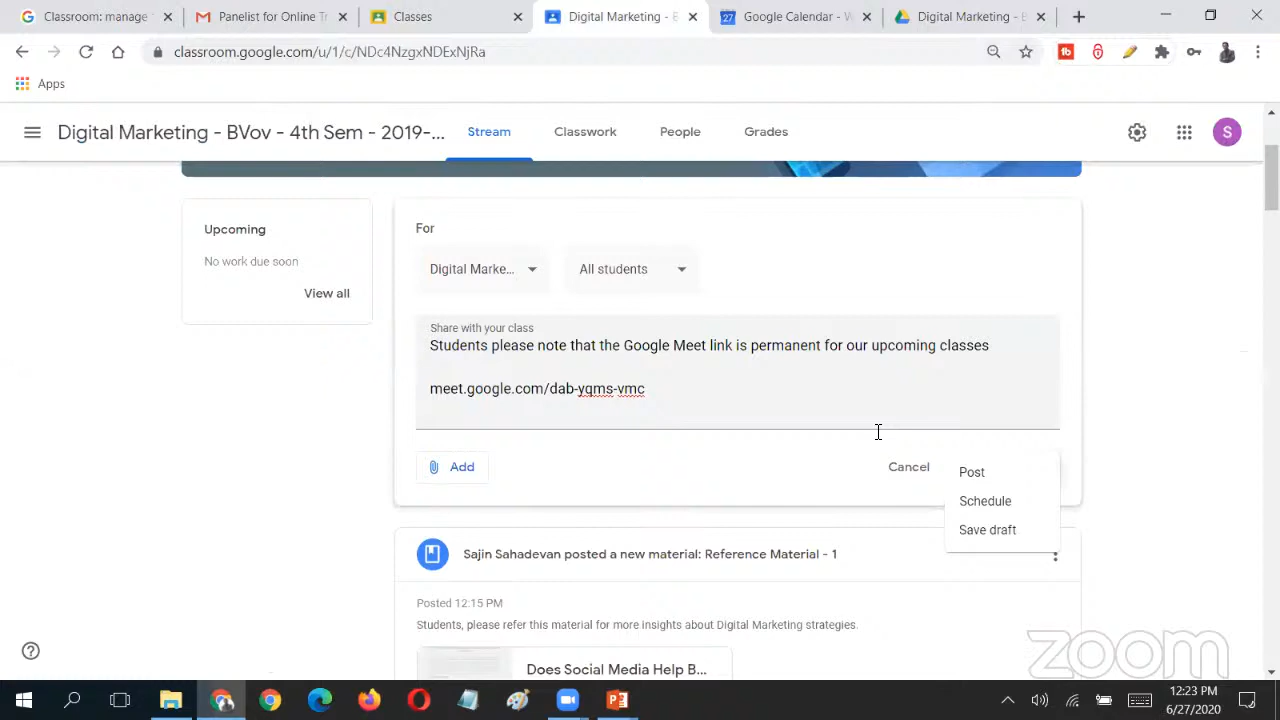 Classroom: manage
Panelist for Online Tr
Classes
Digital Marketing - B
Google Calendar - W
Digital Marketing - B
classroom.google.com/u/1/c/NDc4NzgxNDExNjRa
Apps
Digital Marketing - BVov - 4th Sem - 2019-...
Stream
Classwork
People
Grades
S
Upcoming
No work due soon
View all
For
Digital Marke...
All students
Share with your class
Students please note that the Google Meet link is permanent for our upcoming classes
meet.google.com/dab-yqms-vmc
Add
Cancel
Post
Schedule
Save draft
Sajin Sahadevan posted a new material: Reference Material - 1
Posted 12:15 PM
Students, please refer this material for more insights about Digital Marketing strategies.
Does Social Media Help B...
zoom
12:23 PM
6/27/2020